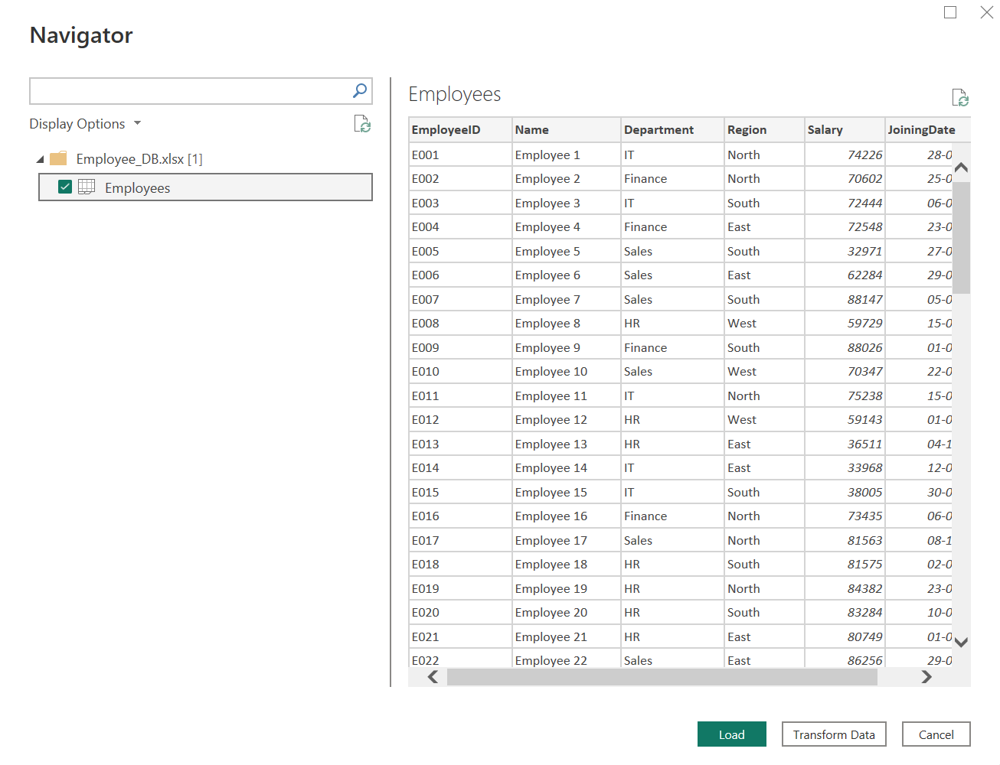 Navigator
Display Options
Employee_DB.xlsx [1]
Employees
Employees
EmployeeID Name Department Region Salary JoiningDate
E001 Employee 1 IT North 74226 28-0
E002 Employee 2 Finance North 70602 25-0
E003 Employee 3 IT South 72444 06-0
E004 Employee 4 Finance East 72548 23-0
E005 Employee 5 Sales South 32971 27-0
E006 Employee 6 Sales East 62284 29-0
E007 Employee 7 Sales South 88147 05-0
E008 Employee 8 HR West 59729 15-0
E009 Employee 9 Finance South 88026 01-0
E010 Employee 10 Sales West 70347 22-0
E011 Employee 11 IT North 75238 15-0
E012 Employee 12 HR West 59143 01-0
E013 Employee 13 HR East 36511 04-1
E014 Employee 14 IT East 33968 12-0
E015 Employee 15 IT South 38005 30-0
E016 Employee 16 Finance North 73435 06-0
E017 Employee 17 Sales North 81563 08-1
E018 Employee 18 HR South 81575 02-0
E019 Employee 19 HR North 84382 23-0
E020 Employee 20 HR South 83284 10-0
E021 Employee 21 HR East 80749 01-0
E022 Employee 22 Sales East 86256 29-0
Load Transform Data Cancel